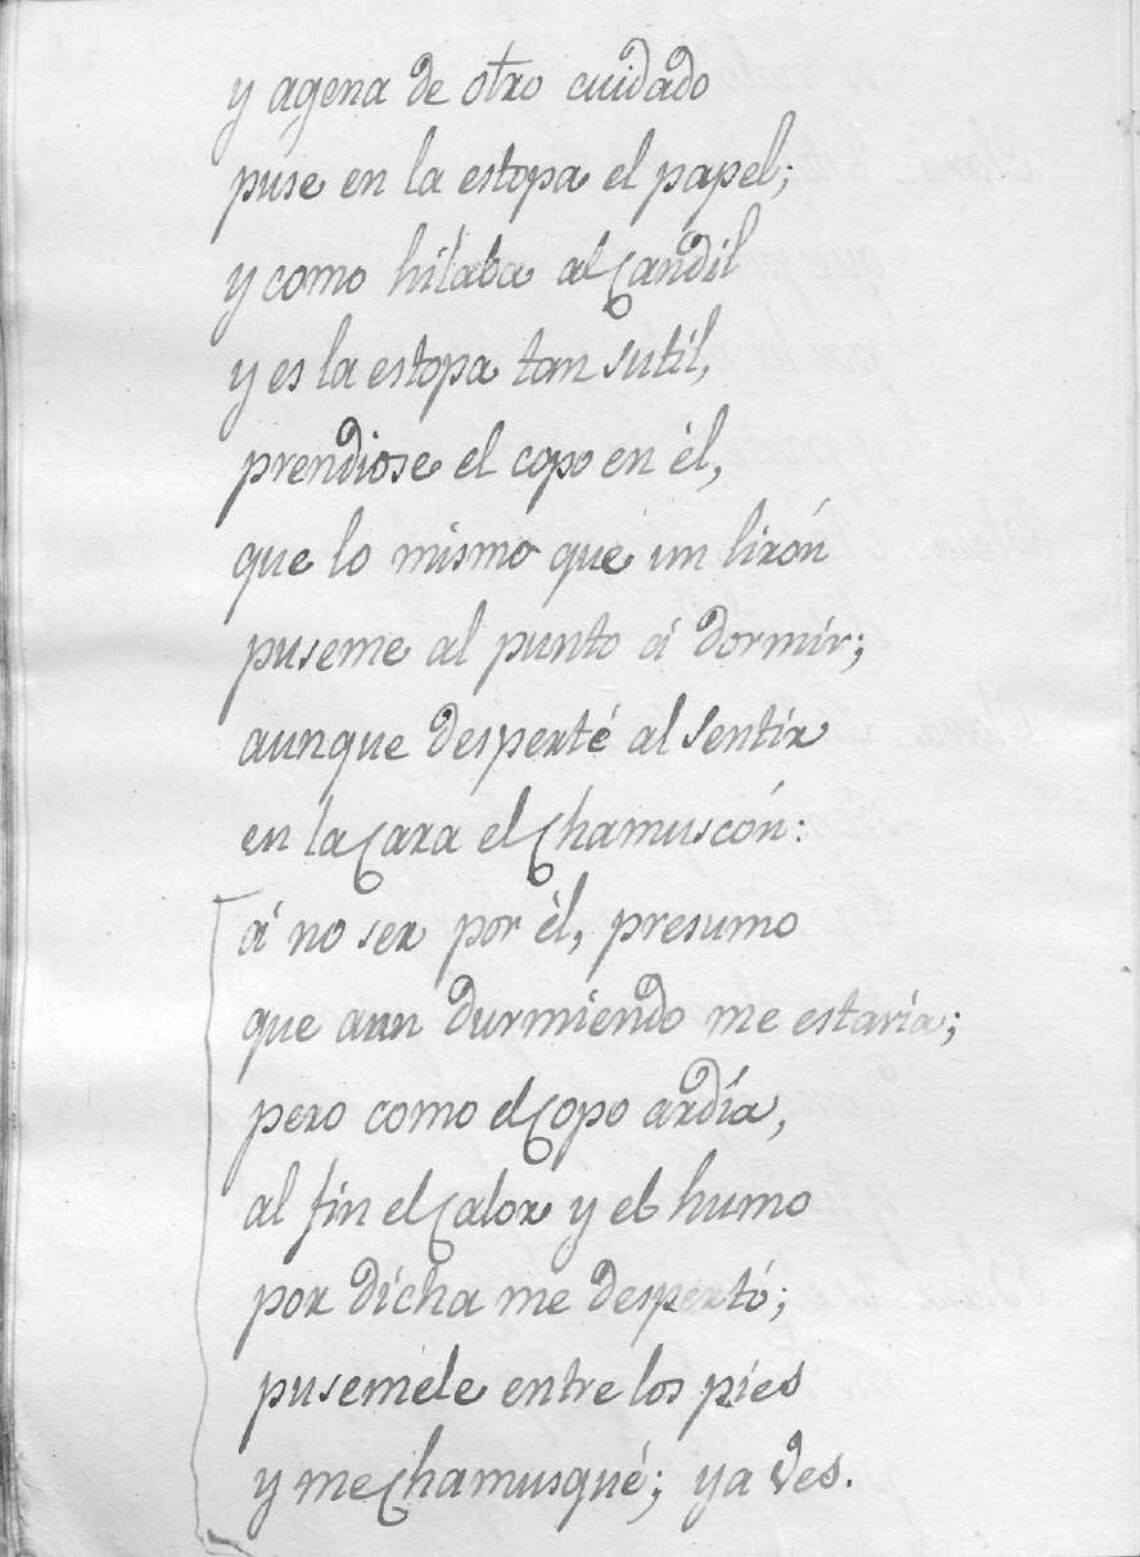 y agena de otro cuidado
puse en la estopa el papel;
y como hilaba al Candil
y es la estopa tan sutil,
prendiose el copo en èl,
que lo mismo que un lirón
puseme al punto á dormir;
aunque desperté al sentir
en la Cara el Chamuscón:
á no ser por èl, presumo
que aun durmiendo me estaría;
pero como el Copo ardía,
al fin el Calor y el humo
por dicha me despertó;
pusemele entre los pies
y me Chamusqué; ya ves.